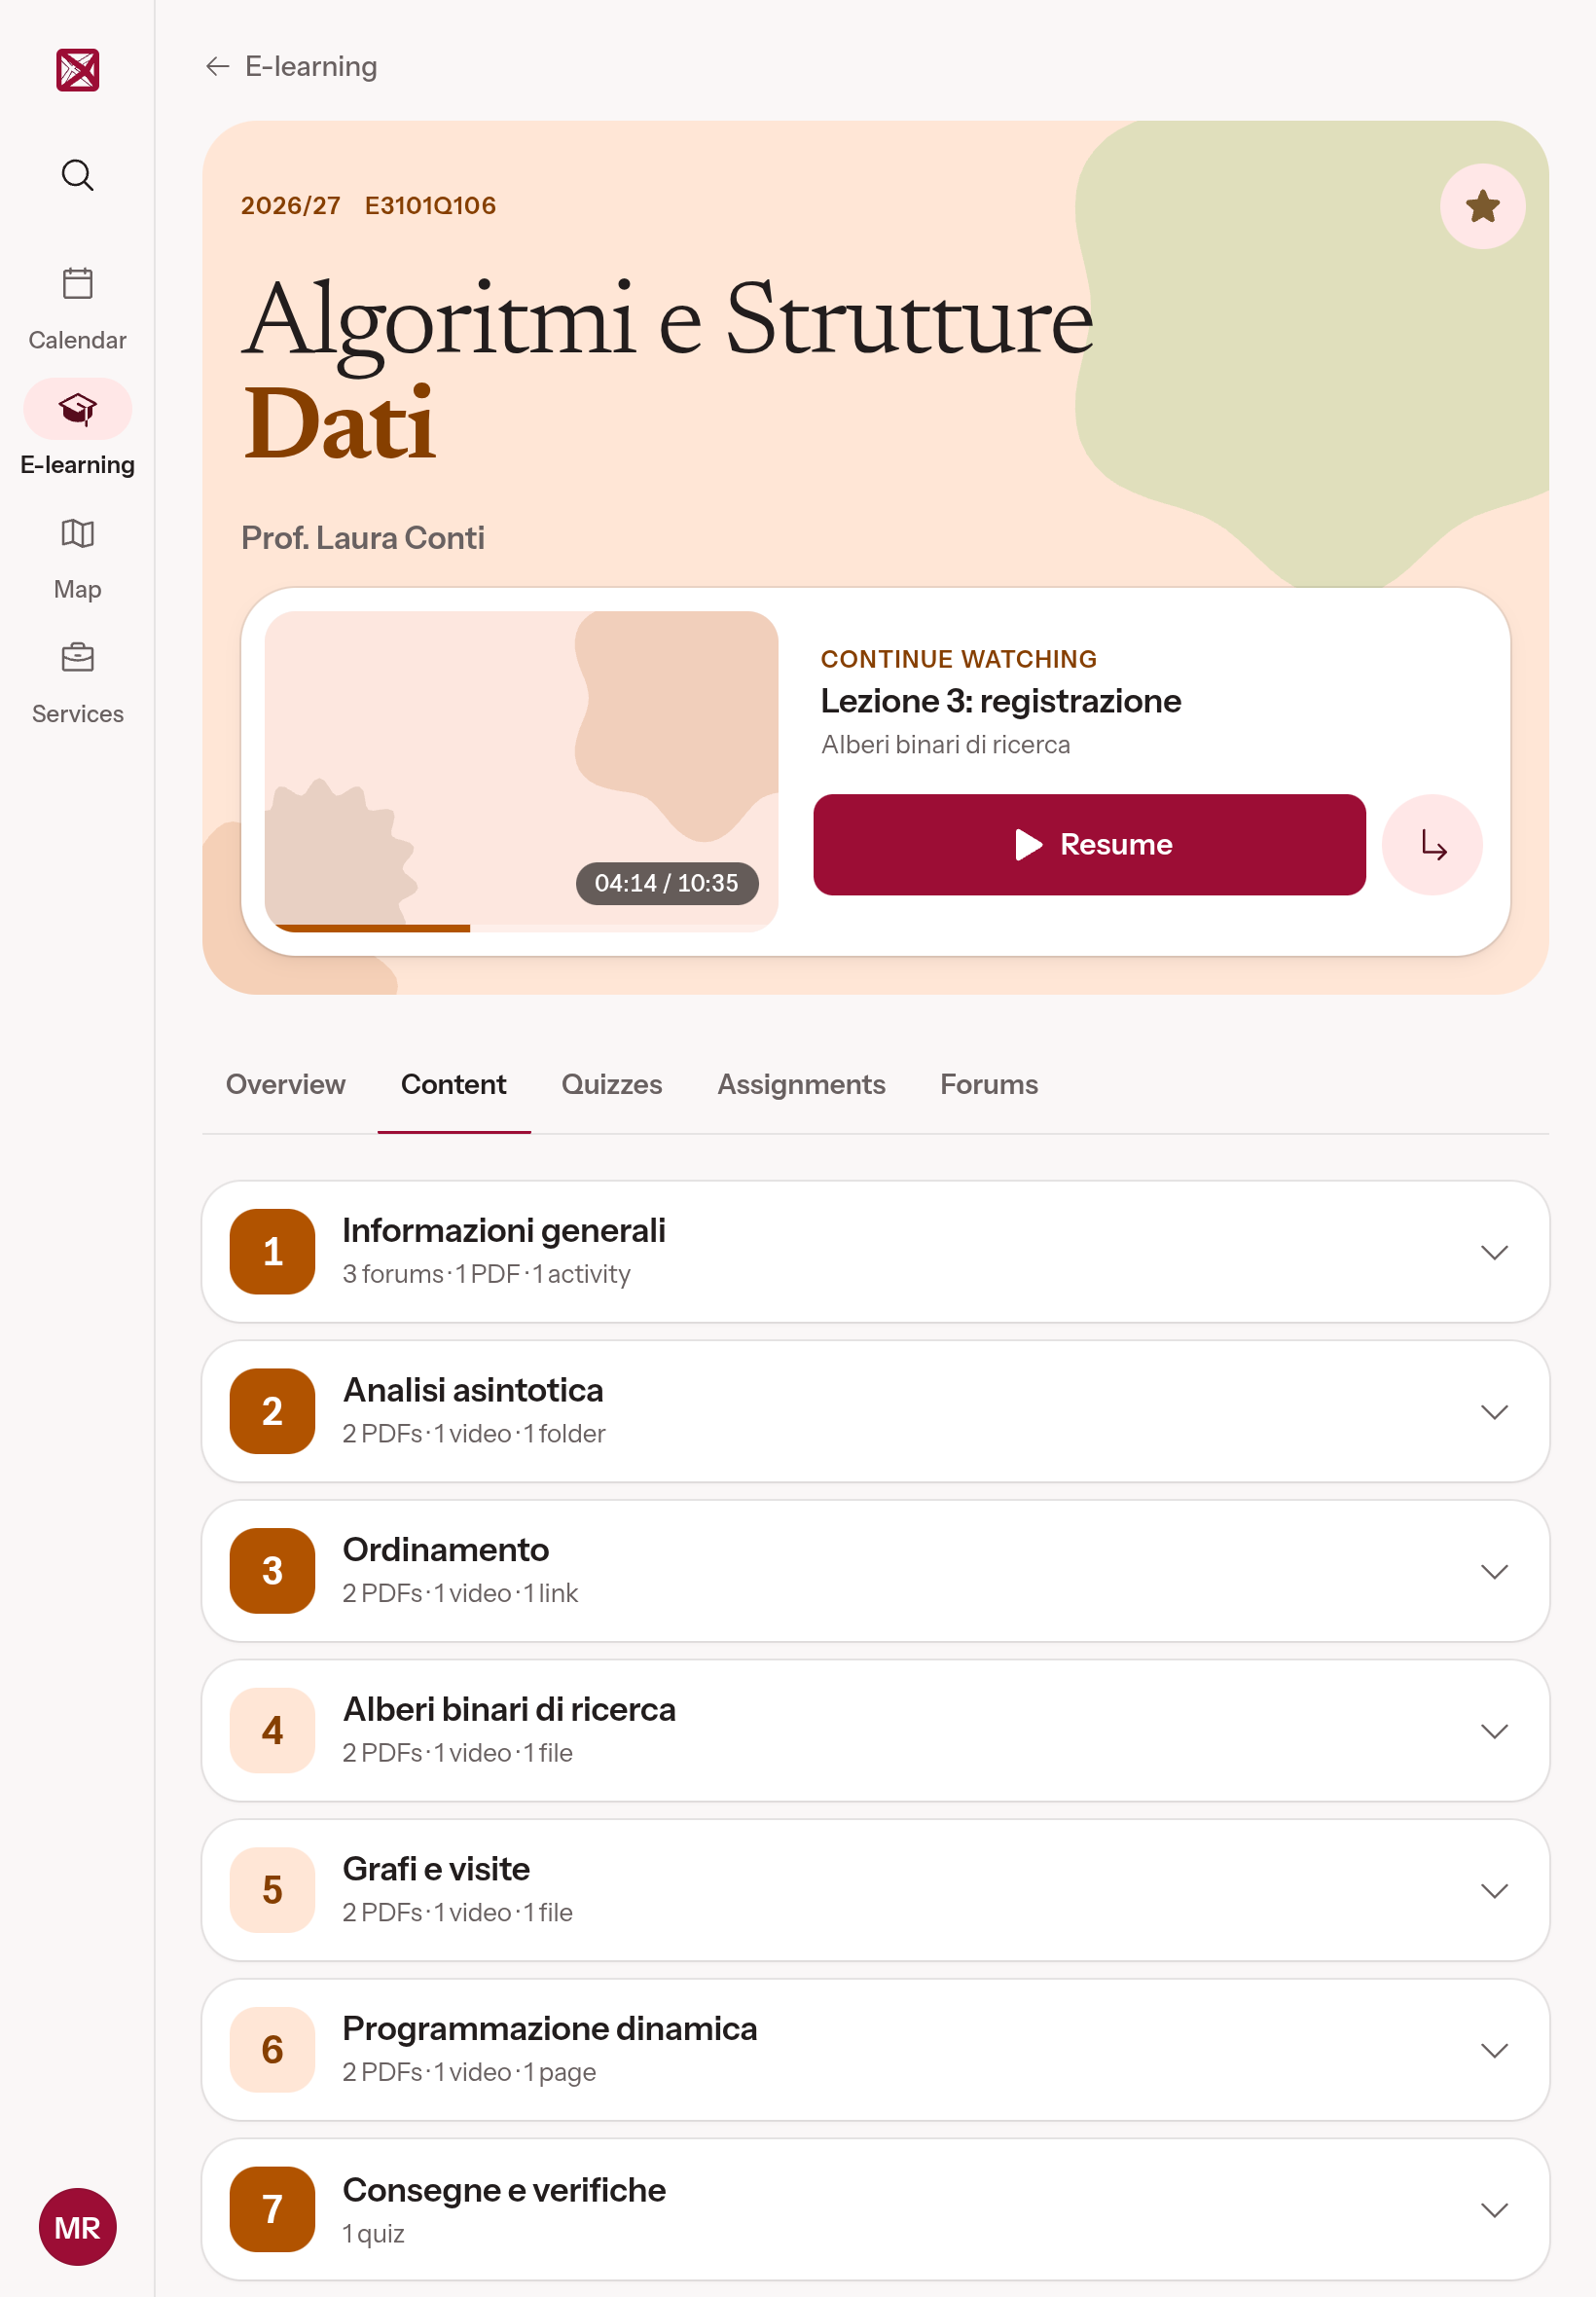 E-learning
2026/27 E3101Q106
Algoritmi e Strutture
Dati
Prof. Laura Conti
CONTINUE WATCHING
Lezione 3: registrazione
Alberi binari di ricerca
04:14 / 10:35
Resume
Calendar
E-learning
Map
Services
Overview Content Quizzes Assignments Forums
1
Informazioni generali
3 forums · 1 PDF · 1 activity
2
Analisi asintotica
2 PDFs · 1 video · 1 folder
3
Ordinamento
2 PDFs · 1 video · 1 link
4
Alberi binari di ricerca
2 PDFs · 1 video · 1 file
5
Grafi e visite
2 PDFs · 1 video · 1 file
6
Programmazione dinamica
2 PDFs · 1 video · 1 page
7
Consegne e verifiche
1 quiz
MR